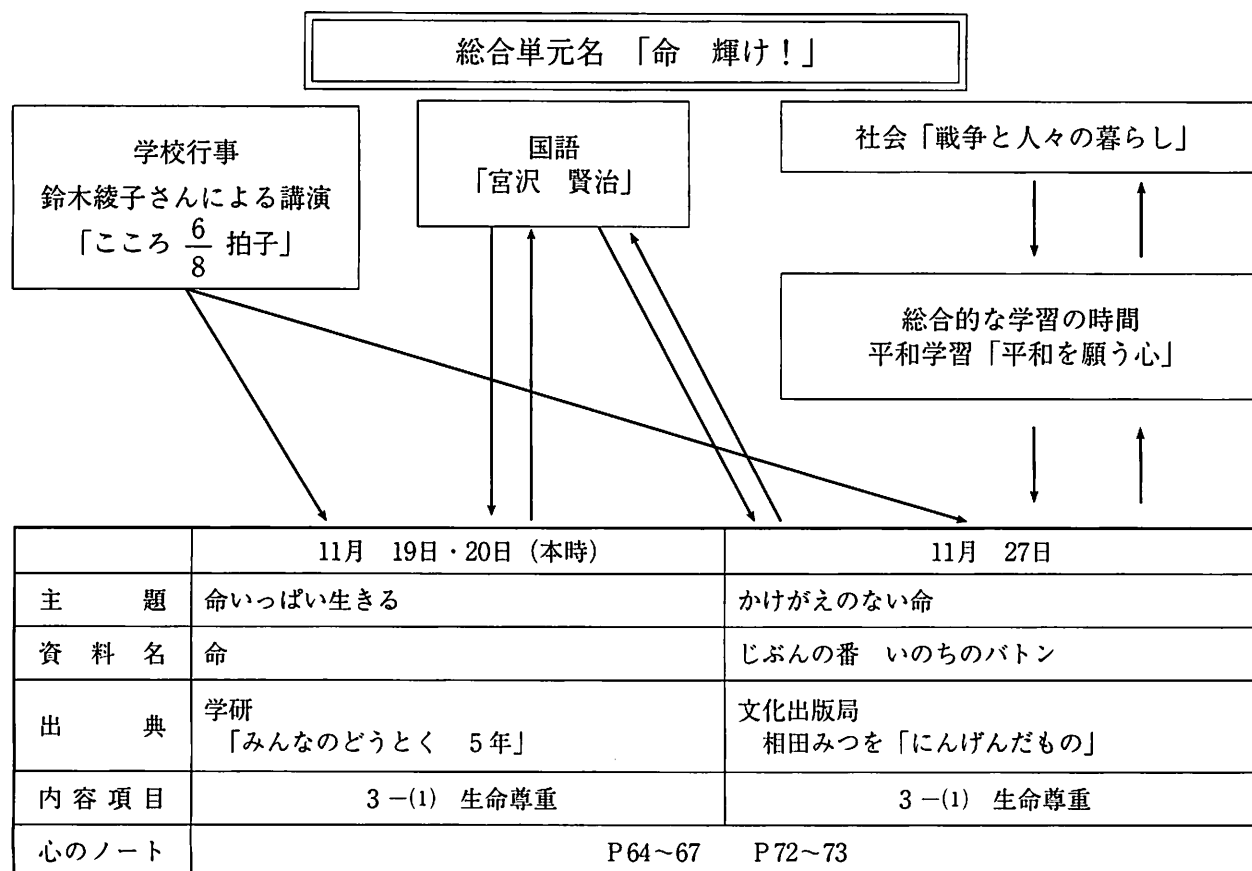 総合単元名 「命 輝け！」
学校行事
鈴木綾子さんによる講演
「こころ 6/8 拍子」
国語
「宮沢 賢治」
社会「戦争と人々の暮らし」
総合的な学習の時間
平和学習「平和を願う心」
11月 19日・20日（本時） 11月 27日
主題 命いっぱい生きる かけがえのない命
資料名 命 じぶんの番 いのちのバトン
出典 学研 文化出版局
「みんなのどうとく 5年」 相田みつを「にんげんだもの」
内容項目 3－(1) 生命尊重 3－(1) 生命尊重
心のノート P64～67 P72～73